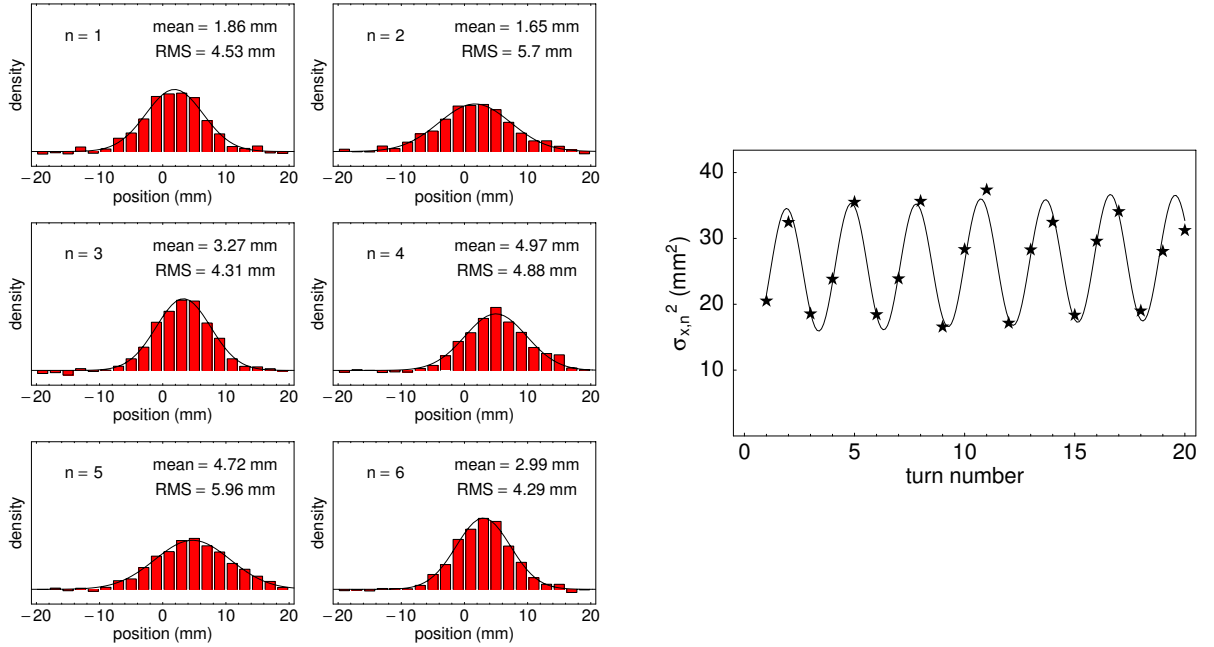 n = 1
mean = 1.86 mm
RMS = 4.53 mm
density
−20 −10 0 10 20
position (mm)
n = 2
mean = 1.65 mm
RMS = 5.7 mm
density
−20 −10 0 10 20
position (mm)
n = 3
mean = 3.27 mm
RMS = 4.31 mm
density
−20 −10 0 10 20
position (mm)
n = 4
mean = 4.97 mm
RMS = 4.88 mm
density
−20 −10 0 10 20
position (mm)
n = 5
mean = 4.72 mm
RMS = 5.96 mm
density
−20 −10 0 10 20
position (mm)
n = 6
mean = 2.99 mm
RMS = 4.29 mm
density
−20 −10 0 10 20
position (mm)
σx,n² (mm²)
40
30
20
10
0
0 5 10 15 20
turn number